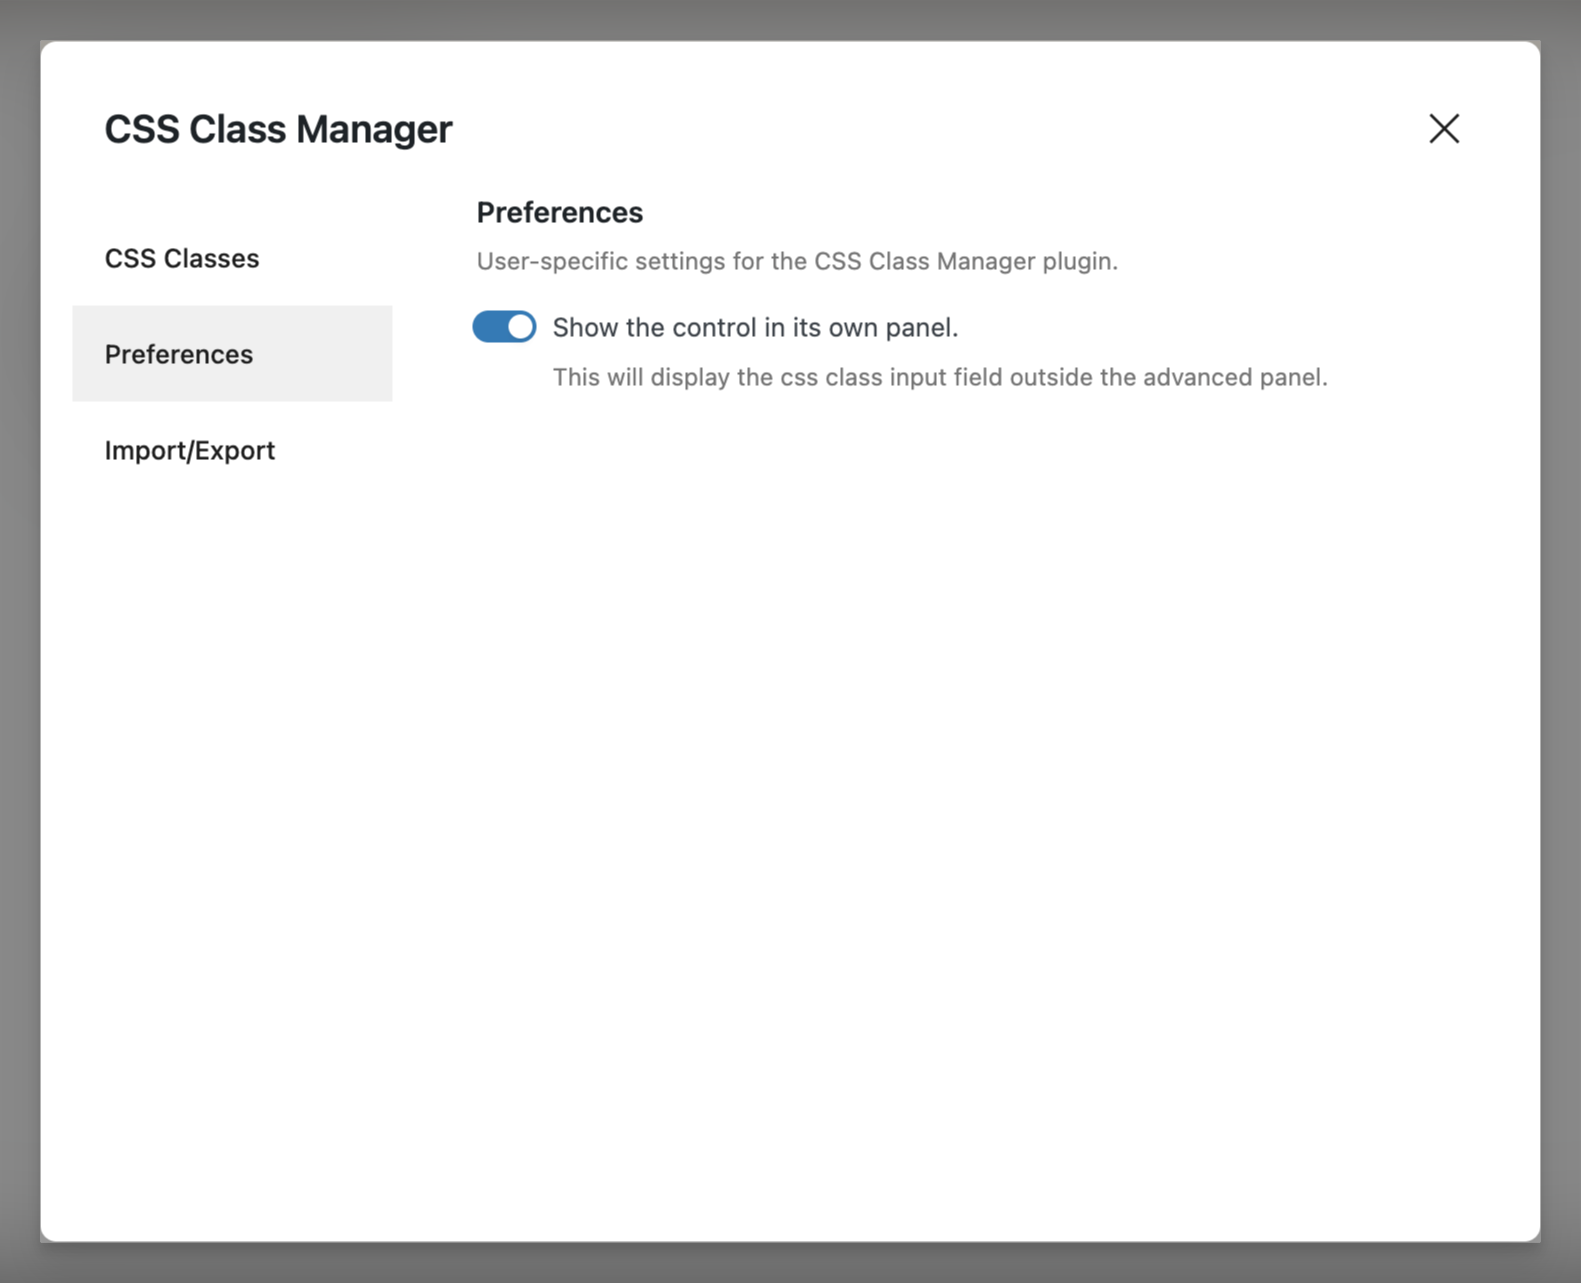 CSS Class Manager
CSS Classes
Preferences
Import/Export
Preferences
User-specific settings for the CSS Class Manager plugin.
Show the control in its own panel.
This will display the css class input field outside the advanced panel.